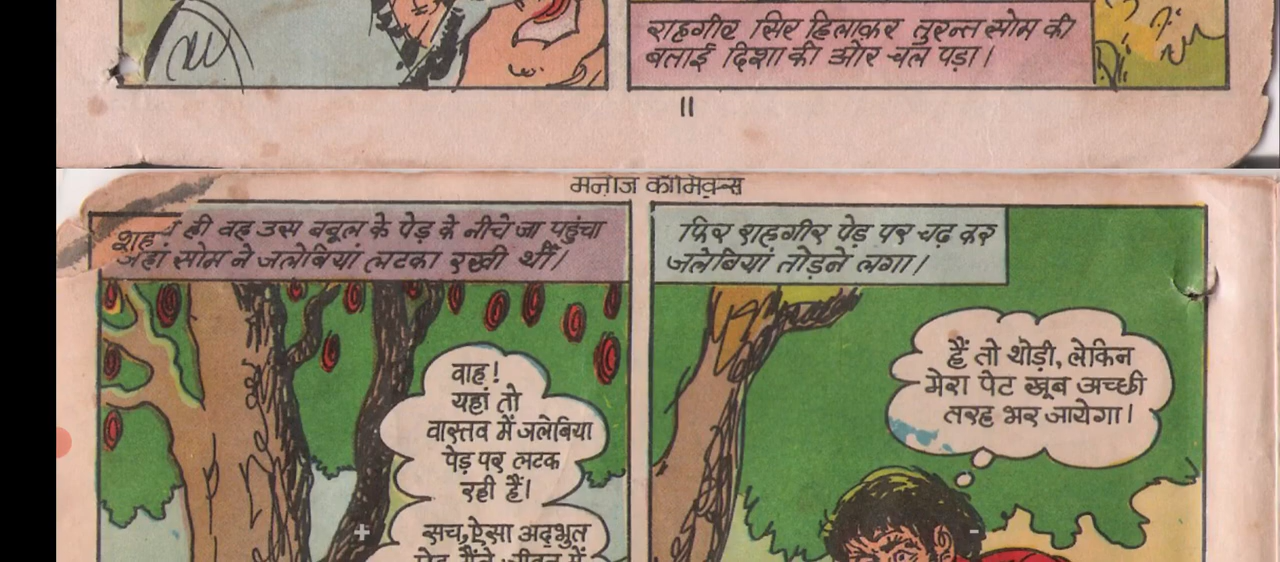 राहगीर सिर हिलाकर तुरन्त सोम की
बताई दिशा की ओर चल पड़ा।
11
मनोज कॉमिक्स
ही वह उस बबूल के पेड़ के नीचे जा पहुंचा
जहां सोम ने जलेबियां लटका रखी थीं।
वाह!
यहां तो
वास्तव में जलेबिया
पेड़ पर लटक
रही हैं।
सच, ऐसा अद्भुत
फिर राहगीर पेड़ पर चढ़ कर
जलेबियां तोड़ने लगा।
हैं तो थोड़ी, लेकिन
मेरा पेट खूब अच्छी
तरह भर जायेगा।